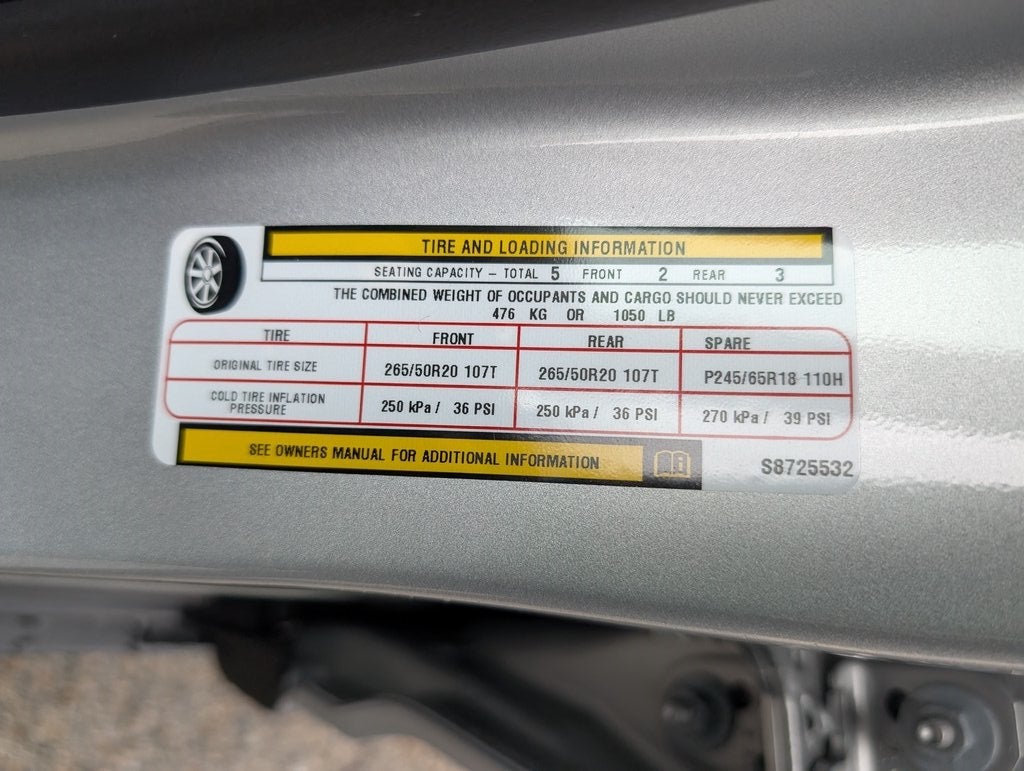 TIRE AND LOADING INFORMATION
SEATING CAPACITY – TOTAL 5 FRONT 2 REAR 3
THE COMBINED WEIGHT OF OCCUPANTS AND CARGO SHOULD NEVER EXCEED
476 KG OR 1050 LB
TIRE FRONT REAR SPARE
ORIGINAL TIRE SIZE 265/50R20 107T 265/50R20 107T P245/65R18 110H
COLD TIRE INFLATION
PRESSURE 250 kPa / 36 PSI 250 kPa / 36 PSI 270 kPa / 39 PSI
SEE OWNERS MANUAL FOR ADDITIONAL INFORMATION
S8725532